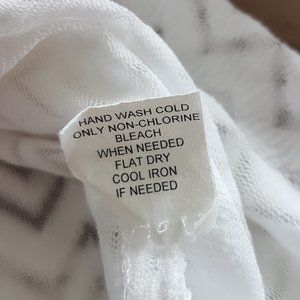 HAND WASH COLD
ONLY NON-CHLORINE
BLEACH
WHEN NEEDED
FLAT DRY
COOL IRON
IF NEEDED